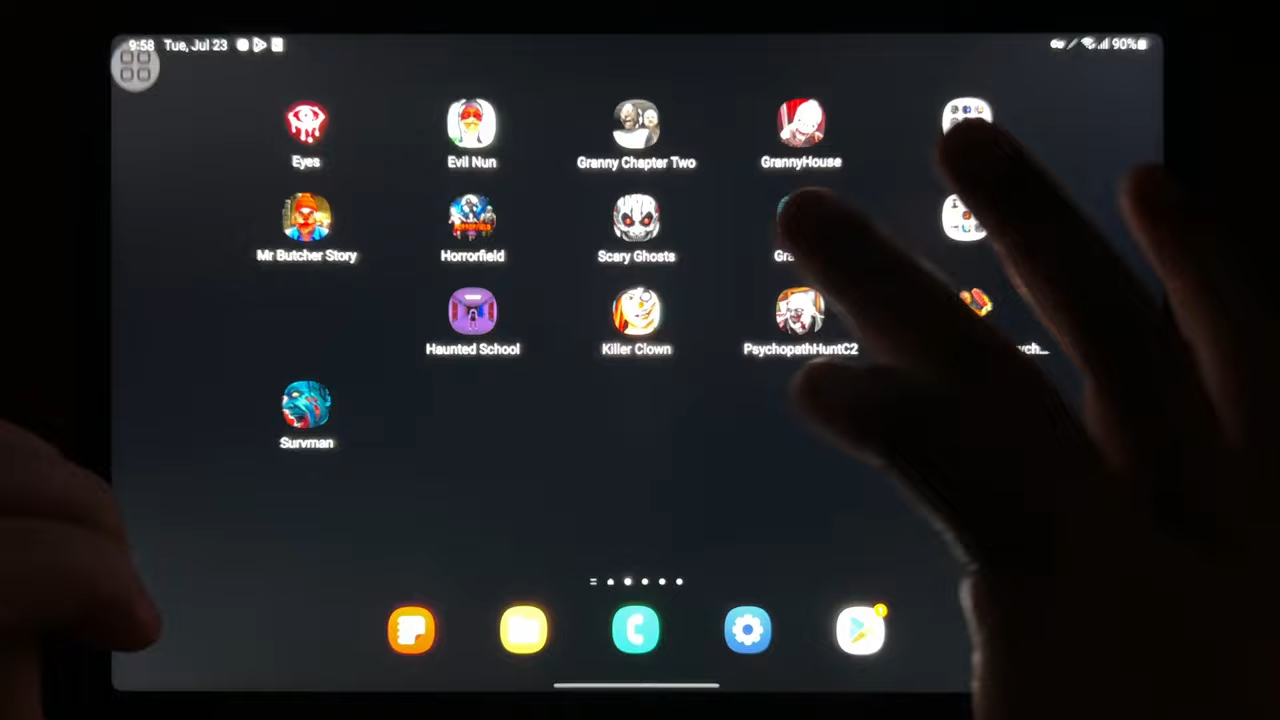 9:58 Tue, Jul 23 90%
Eyes Evil Nun Granny Chapter Two GrannyHouse
Mr Butcher Story Horrorfield Scary Ghosts Gra
Haunted School Killer Clown PsychopathHuntC2 ych...
Survman